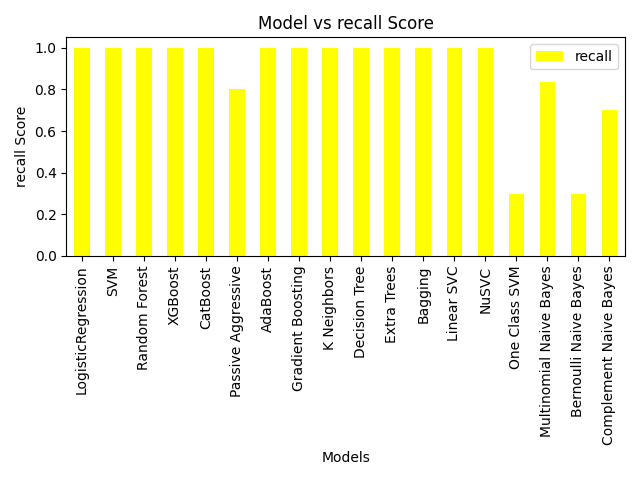 Model vs recall Score
recall
recall Score
1.0
0.8
0.6
0.4
0.2
0.0
LogisticRegression
SVM
Random Forest
XGBoost
CatBoost
Passive Aggressive
AdaBoost
Gradient Boosting
K Neighbors
Decision Tree
Extra Trees
Bagging
Linear SVC
NuSVC
One Class SVM
Multinomial Naive Bayes
Bernoulli Naive Bayes
Complement Naive Bayes
Models